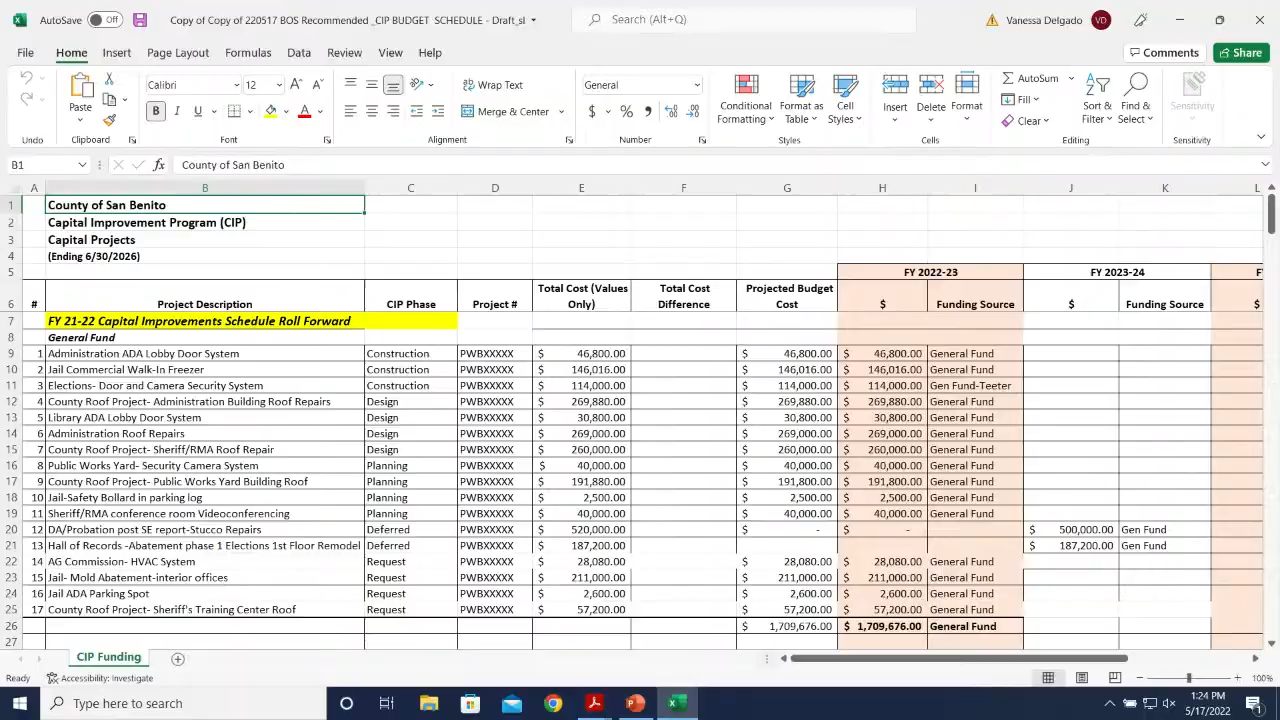 AutoSave Off Copy of Copy of 220517 BOS Recommended _CIP BUDGET SCHEDULE - Draft_sl Search (Alt+Q) Vanessa Delgado VD
File Home Insert Page Layout Formulas Data Review View Help Comments Share
Calibri 12 Wrap Text General AutoSum
Paste Merge & Center Conditional Formatting Format as Table Cell Styles Insert Delete Format Fill Clear Sort & Filter Find & Select Sensitivity
Undo Clipboard Font Alignment Number Styles Cells Editing Sensitivity
B1 fx County of San Benito
A B C D E F G H I J K L
1 County of San Benito
2 Capital Improvement Program (CIP)
3 Capital Projects
4 (Ending 6/30/2026)
5 FY 2022-23 FY 2023-24
6 # Project Description CIP Phase Project # Total Cost (Values Only) Total Cost Difference Projected Budget Cost $ Funding Source $ Funding Source $
7 FY 21-22 Capital Improvements Schedule Roll Forward
8 General Fund
9 1 Administration ADA Lobby Door System Construction PWBXXXXX $ 46,800.00 $ 46,800.00 $ 46,800.00 General Fund
10 2 Jail Commercial Walk-In Freezer Construction PWBXXXXX $ 146,016.00 $ 146,016.00 $ 146,016.00 General Fund
11 3 Elections- Door and Camera Security System Construction PWBXXXXX $ 114,000.00 $ 114,000.00 $ 114,000.00 Gen Fund-Teeter
12 4 County Roof Project- Administration Building Roof Repairs Design PWBXXXXX $ 269,880.00 $ 269,880.00 $ 269,880.00 General Fund
13 5 Library ADA Lobby Door System Design PWBXXXXX $ 30,800.00 $ 30,800.00 $ 30,800.00 General Fund
14 6 Administration Roof Repairs Design PWBXXXXX $ 269,000.00 $ 269,000.00 $ 269,000.00 General Fund
15 7 County Roof Project- Sheriff/RMA Roof Repair Design PWBXXXXX $ 260,000.00 $ 260,000.00 $ 260,000.00 General Fund
16 8 Public Works Yard- Security Camera System Planning PWBXXXXX $ 40,000.00 $ 40,000.00 $ 40,000.00 General Fund
17 9 County Roof Project- Public Works Yard Building Roof Planning PWBXXXXX $ 191,880.00 $ 191,880.00 $ 191,880.00 General Fund
18 10 Jail-Safety Bollard in parking log Planning PWBXXXXX $ 2,500.00 $ 2,500.00 $ 2,500.00 General Fund
19 11 Sheriff/RMA conference room Videoconferencing Planning PWBXXXXX $ 40,000.00 $ 40,000.00 $ 40,000.00 General Fund
20 12 DA/Probation post SE report-Stucco Repairs Deferred PWBXXXXX $ 520,000.00 $ - $ - $ 500,000.00 Gen Fund
21 13 Hall of Records -Abatement phase 1 Elections 1st Floor Remodel Deferred PWBXXXXX $ 187,200.00 $ 187,200.00 Gen Fund
22 14 AG Commission- HVAC System Request PWBXXXXX $ 28,080.00 $ 28,080.00 $ 28,080.00 General Fund
23 15 Jail- Mold Abatement-interior offices Request PWBXXXXX $ 211,000.00 $ 211,000.00 $ 211,000.00 General Fund
24 16 Jail ADA Parking Spot Request PWBXXXXX $ 2,600.00 $ 2,600.00 $ 2,600.00 General Fund
25 17 County Roof Project- Sheriff's Training Center Roof Request PWBXXXXX $ 57,200.00 $ 57,200.00 $ 57,200.00 General Fund
26 $ 1,709,676.00 $ 1,709,676.00 General Fund
27
CIP Funding
Ready Accessibility: Investigate 100%
Type here to search 1:24 PM
5/17/2022